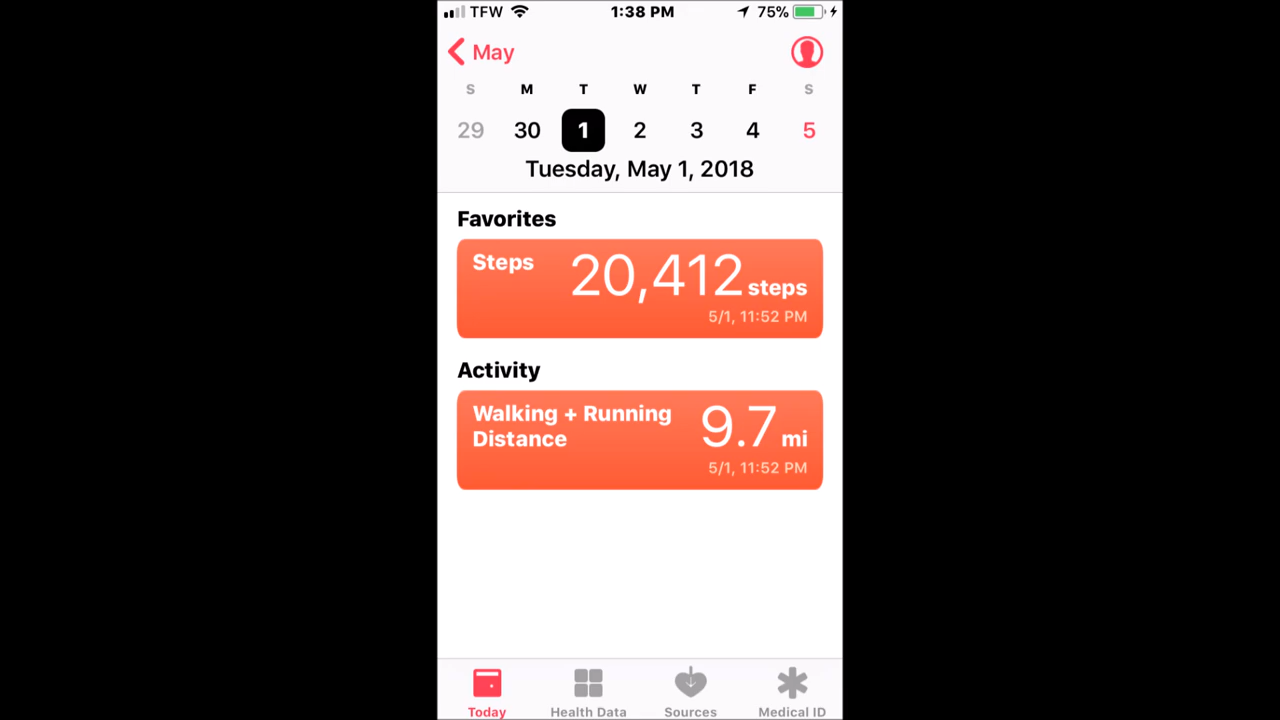 TFW 1:38 PM 75%
May
S M T W T F S
29 30 1 2 3 4 5
Tuesday, May 1, 2018
Favorites
Steps 20,412 steps
5/1, 11:52 PM
Activity
Walking + Running
Distance 9.7 mi
5/1, 11:52 PM
Today Health Data Sources Medical ID